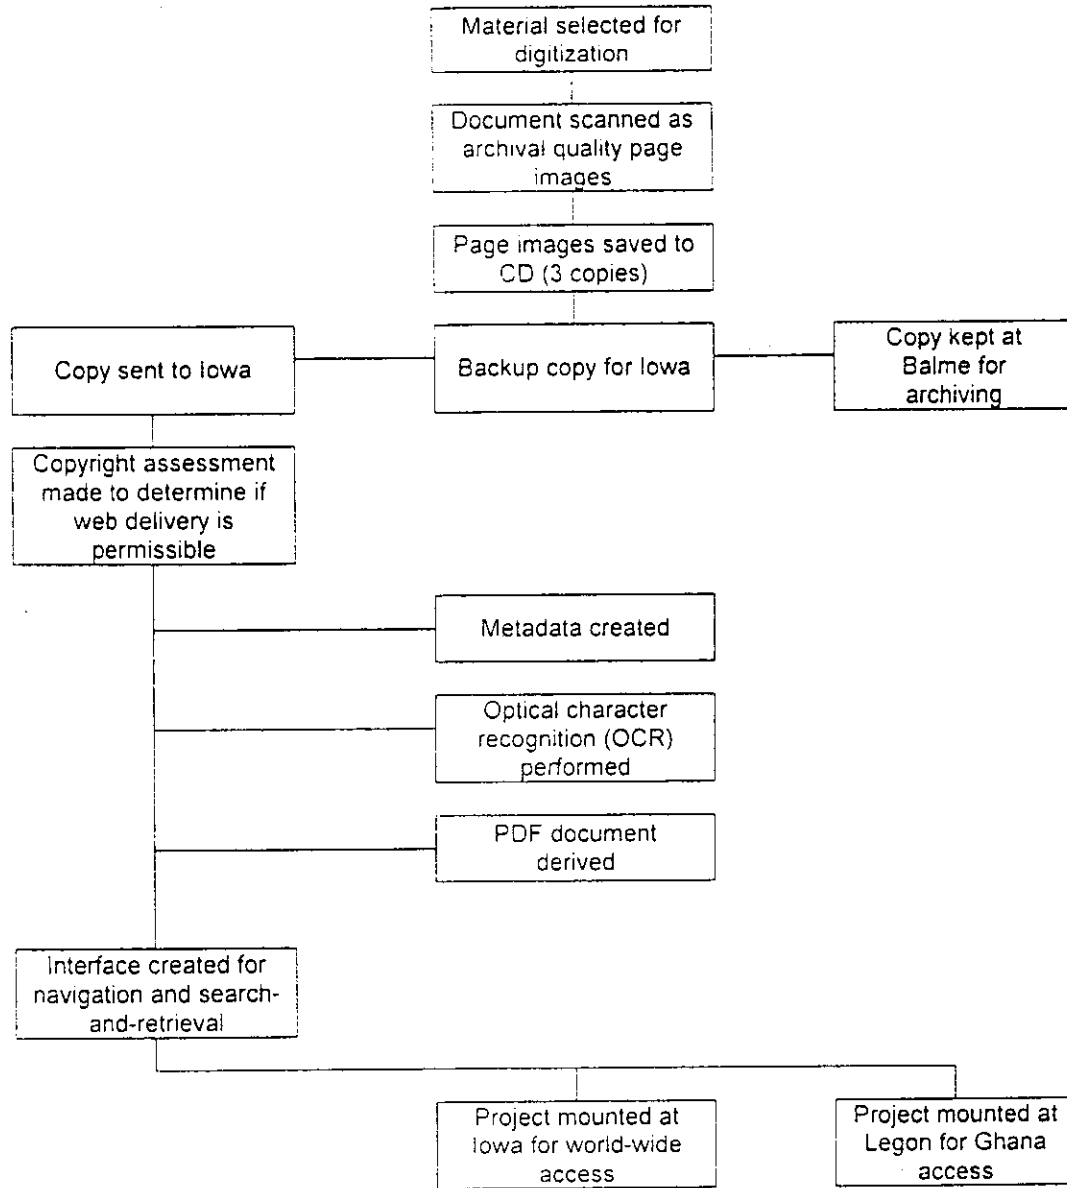 Material selected for
digitization
Document scanned as
archival quality page
images
Page images saved to
CD (3 copies)
Copy sent to Iowa
Backup copy for Iowa
Copy kept at
Balme for
archiving
Copyright assessment
made to determine if
web delivery is
permissible
Metadata created
Optical character
recognition (OCR)
performed
PDF document
derived
Interface created for
navigation and search-
and-retrieval
Project mounted at
Iowa for world-wide
access
Project mounted at
Legon for Ghana
access